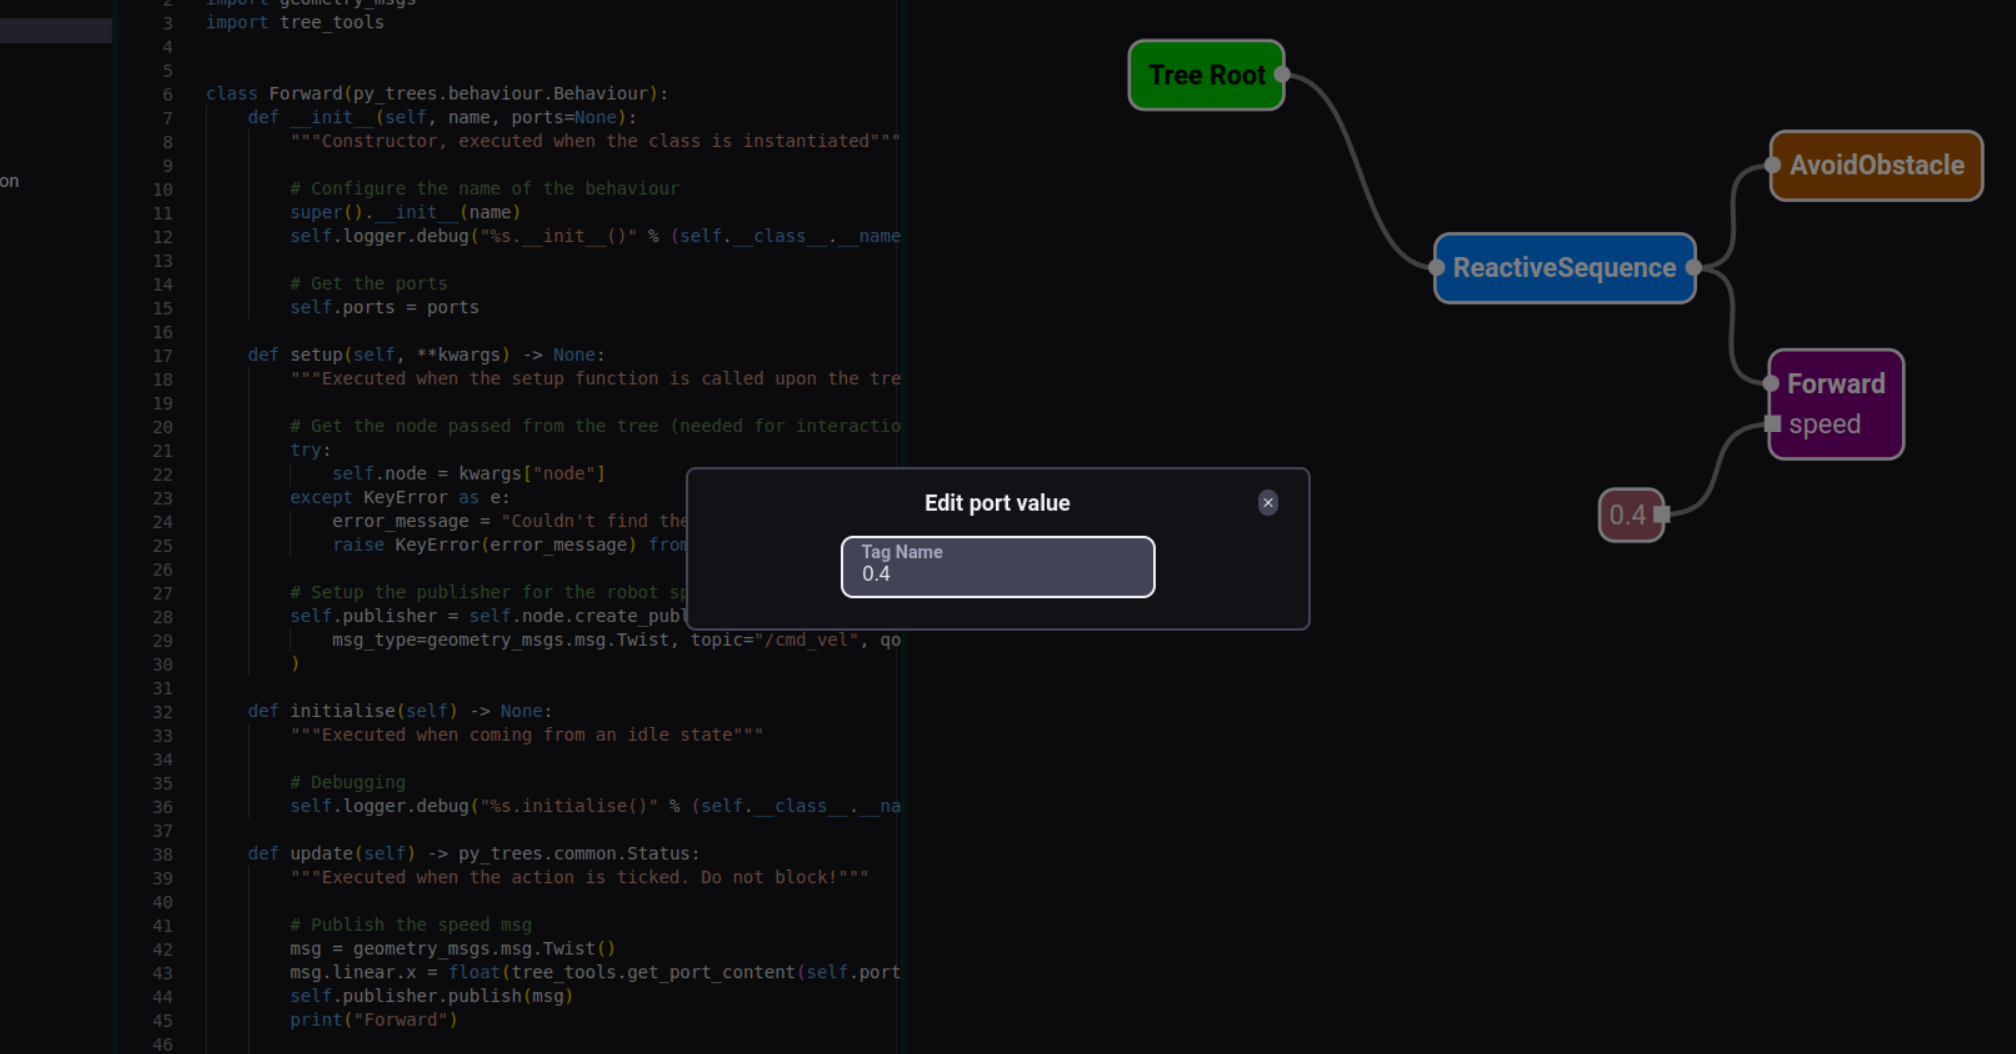 on
2 import geometry_msgs
3 import tree_tools
4
5
6 class Forward(py_trees.behaviour.Behaviour):
7 def __init__(self, name, ports=None):
8 """Constructor, executed when the class is instantiated"""
9
10 # Configure the name of the behaviour
11 super().__init__(name)
12 self.logger.debug("%s.__init__()" % (self.__class__.__name
13
14 # Get the ports
15 self.ports = ports
16
17 def setup(self, **kwargs) -> None:
18 """Executed when the setup function is called upon the tre
19
20 # Get the node passed from the tree (needed for interactio
21 try:
22 self.node = kwargs["node"]
23 except KeyError as e:
24 error_message = "Couldn't find the
25 raise KeyError(error_message) from
26
27 # Setup the publisher for the robot sp
28 self.publisher = self.node.create_publ
29 msg_type=geometry_msgs.msg.Twist, topic="/cmd_vel", qo
30 )
31
32 def initialise(self) -> None:
33 """Executed when coming from an idle state"""
34
35 # Debugging
36 self.logger.debug("%s.initialise()" % (self.__class__.__na
37
38 def update(self) -> py_trees.common.Status:
39 """Executed when the action is ticked. Do not block!"""
40
41 # Publish the speed msg
42 msg = geometry_msgs.msg.Twist()
43 msg.linear.x = float(tree_tools.get_port_content(self.port
44 self.publisher.publish(msg)
45 print("Forward")
46
Edit port value
×
Tag Name
0.4
Tree Root
AvoidObstacle
ReactiveSequence
Forward
speed
0.4